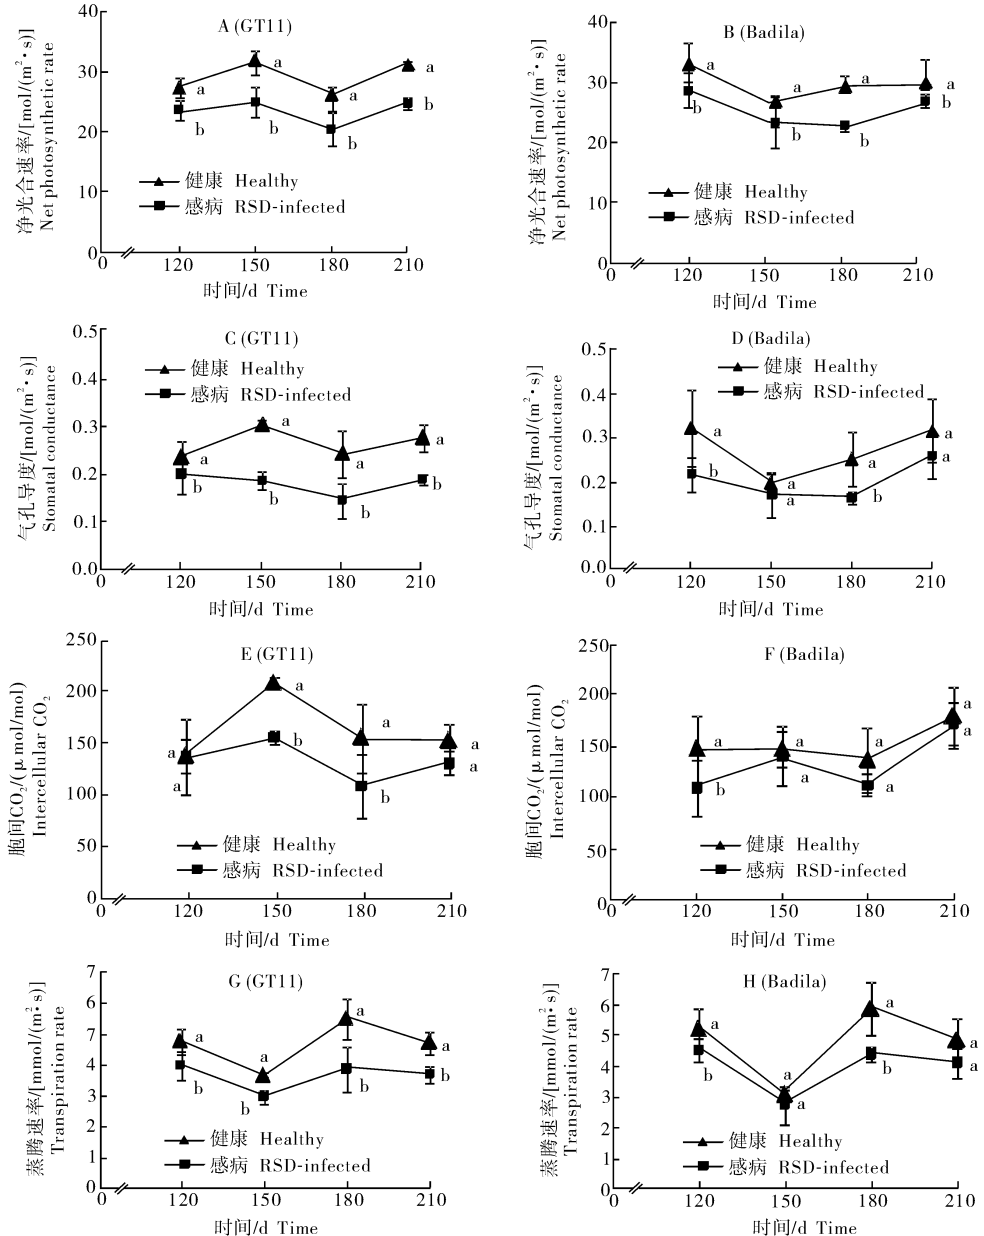 A (GT11)
净光合速率/[mol/(m²·s)]
Net photosynthetic rate
40
30
20
10
0
a
a
a
a
b
b
b
b
健康 Healthy
感病 RSD-infected
0 120 150 180 210
时间/d Time
B (Badila)
净光合速率/[mol/(m²·s)]
Net photosynthetic rate
40
30
20
10
0
a
a
a
a
b
b
b
b
健康 Healthy
感病 RSD-infected
0 120 150 180 210
时间/d Time
C (GT11)
气孔导度/[mol/(m²·s)]
Stomatal conductance
0.5
0.4
0.3
0.2
0.1
0.0
健康 Healthy
感病 RSD-infected
a
a
a
a
b
b
b
b
0 120 150 180 210
时间/d Time
D (Badila)
气孔导度/[mol/(m²·s)]
Stomatal conductance
0.5
0.4
0.3
0.2
0.1
0.0
健康 Healthy
感病 RSD-infected
a
a
a
a
b
a
b
a
0 120 150 180 210
时间/d Time
E (GT11)
胞间CO₂/(μ mol/mol)
Intercellular CO₂
250
200
150
100
50
0
a
a
a
a
a
b
b
a
健康 Healthy
感病 RSD-infected
0 120 150 180 210
时间/d Time
F (Badila)
胞间CO₂/(μ mol/mol)
Intercellular CO₂
250
200
150
100
50
0
a
a
a
a
b
a
a
a
健康 Healthy
感病 RSD-infected
0 120 150 180 210
时间/d Time
G (GT11)
蒸腾速率/[mmol/(m²·s)]
Transpiration rate
7
6
5
4
3
2
1
0
a
a
a
a
b
b
b
b
健康 Healthy
感病 RSD-infected
0 120 150 180 210
时间/d Time
H (Badila)
蒸腾速率/[mmol/(m²·s)]
Transpiration rate
7
6
5
4
3
2
1
0
a
a
a
a
b
a
b
a
健康 Healthy
感病 RSD-infected
0 120 150 180 210
时间/d Time